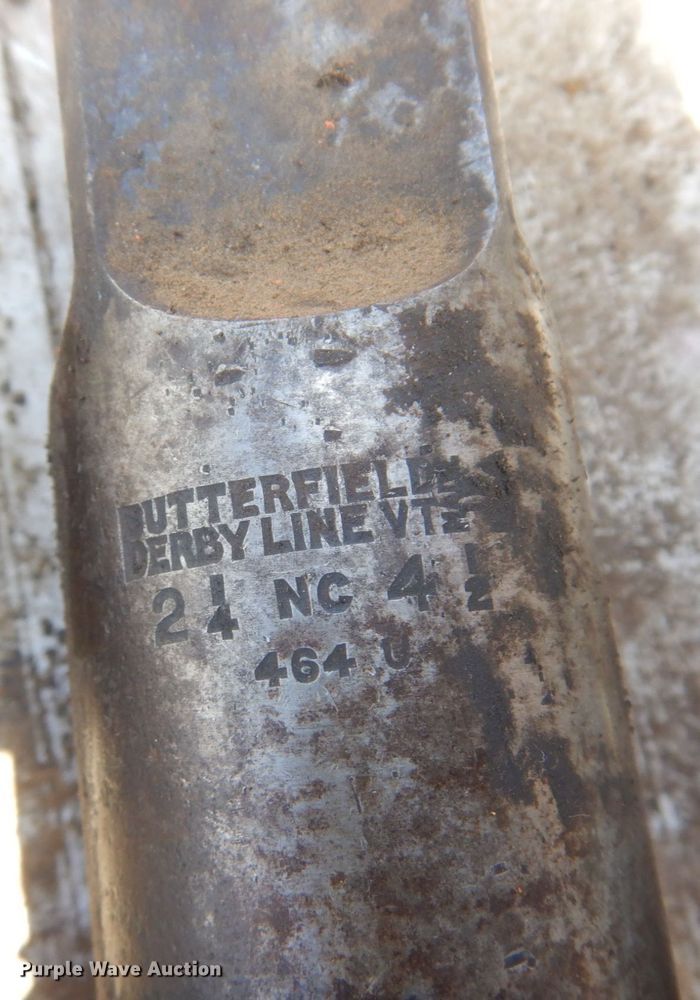 BUTTERFIELD
DERBY LINE VT
2 1/4 NC 4 1/2
464 U
Purple Wave Auction